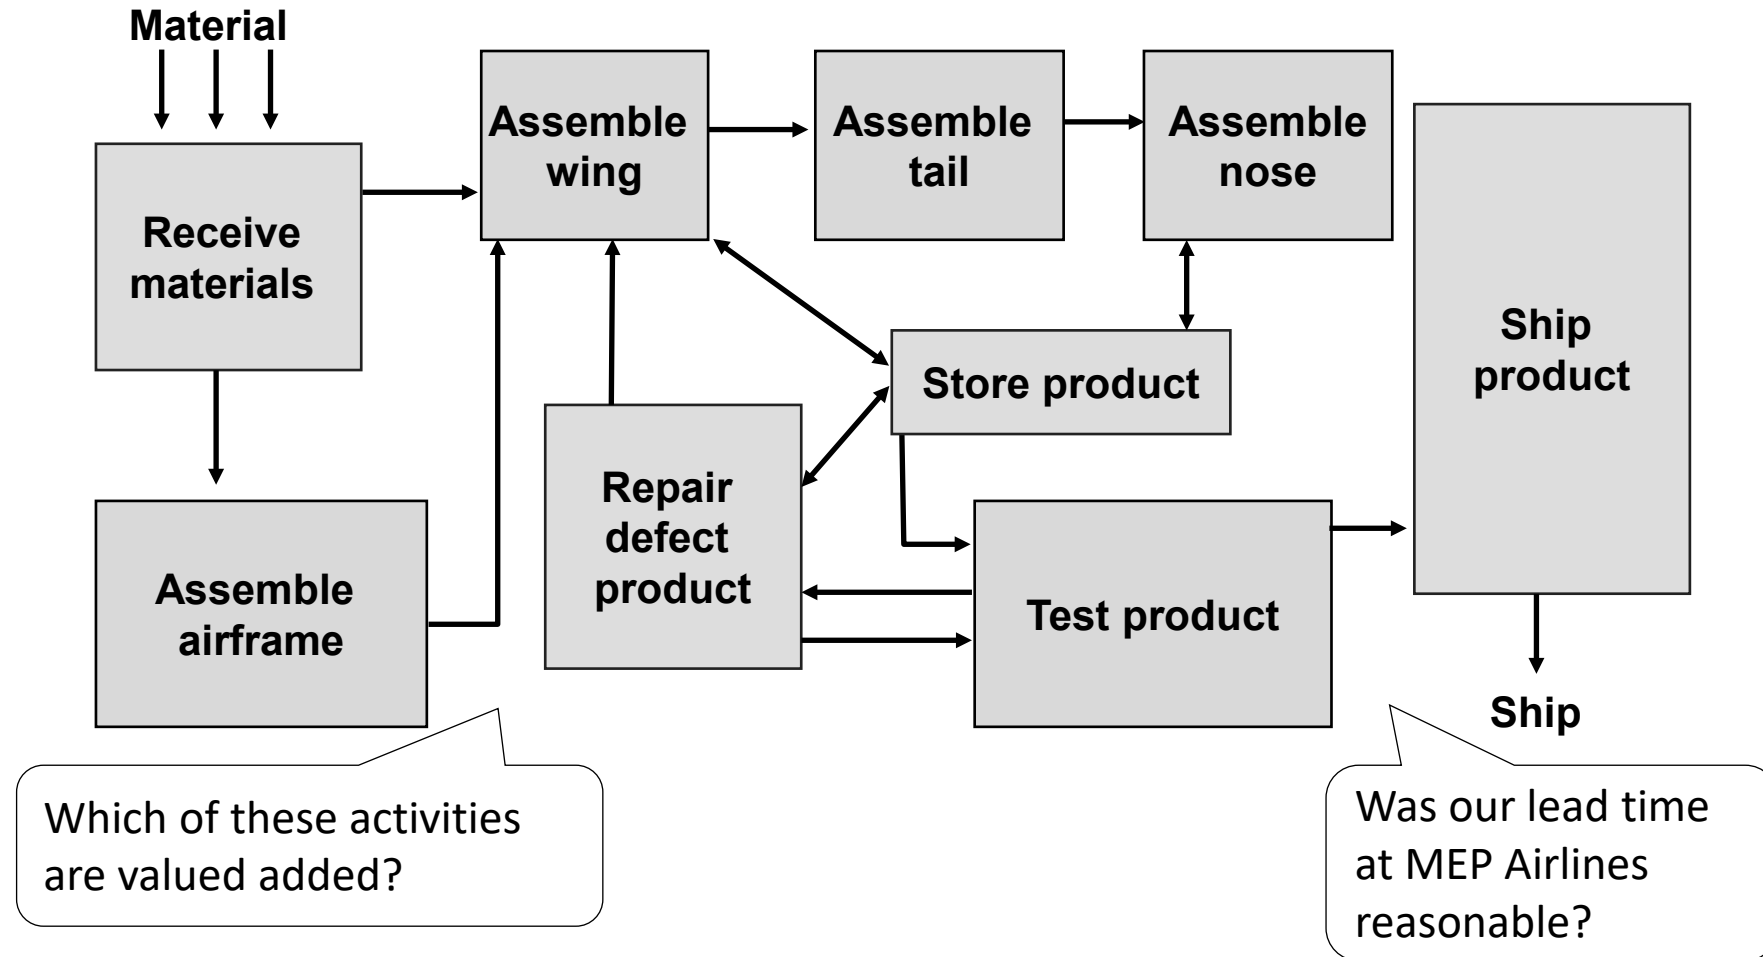 Material
Receive
materials
Assemble
wing
Assemble
tail
Assemble
nose
Ship
product
Store product
Repair
defect
product
Assemble
airframe
Test product
Ship
Which of these activities
are valued added?
Was our lead time
at MEP Airlines
reasonable?